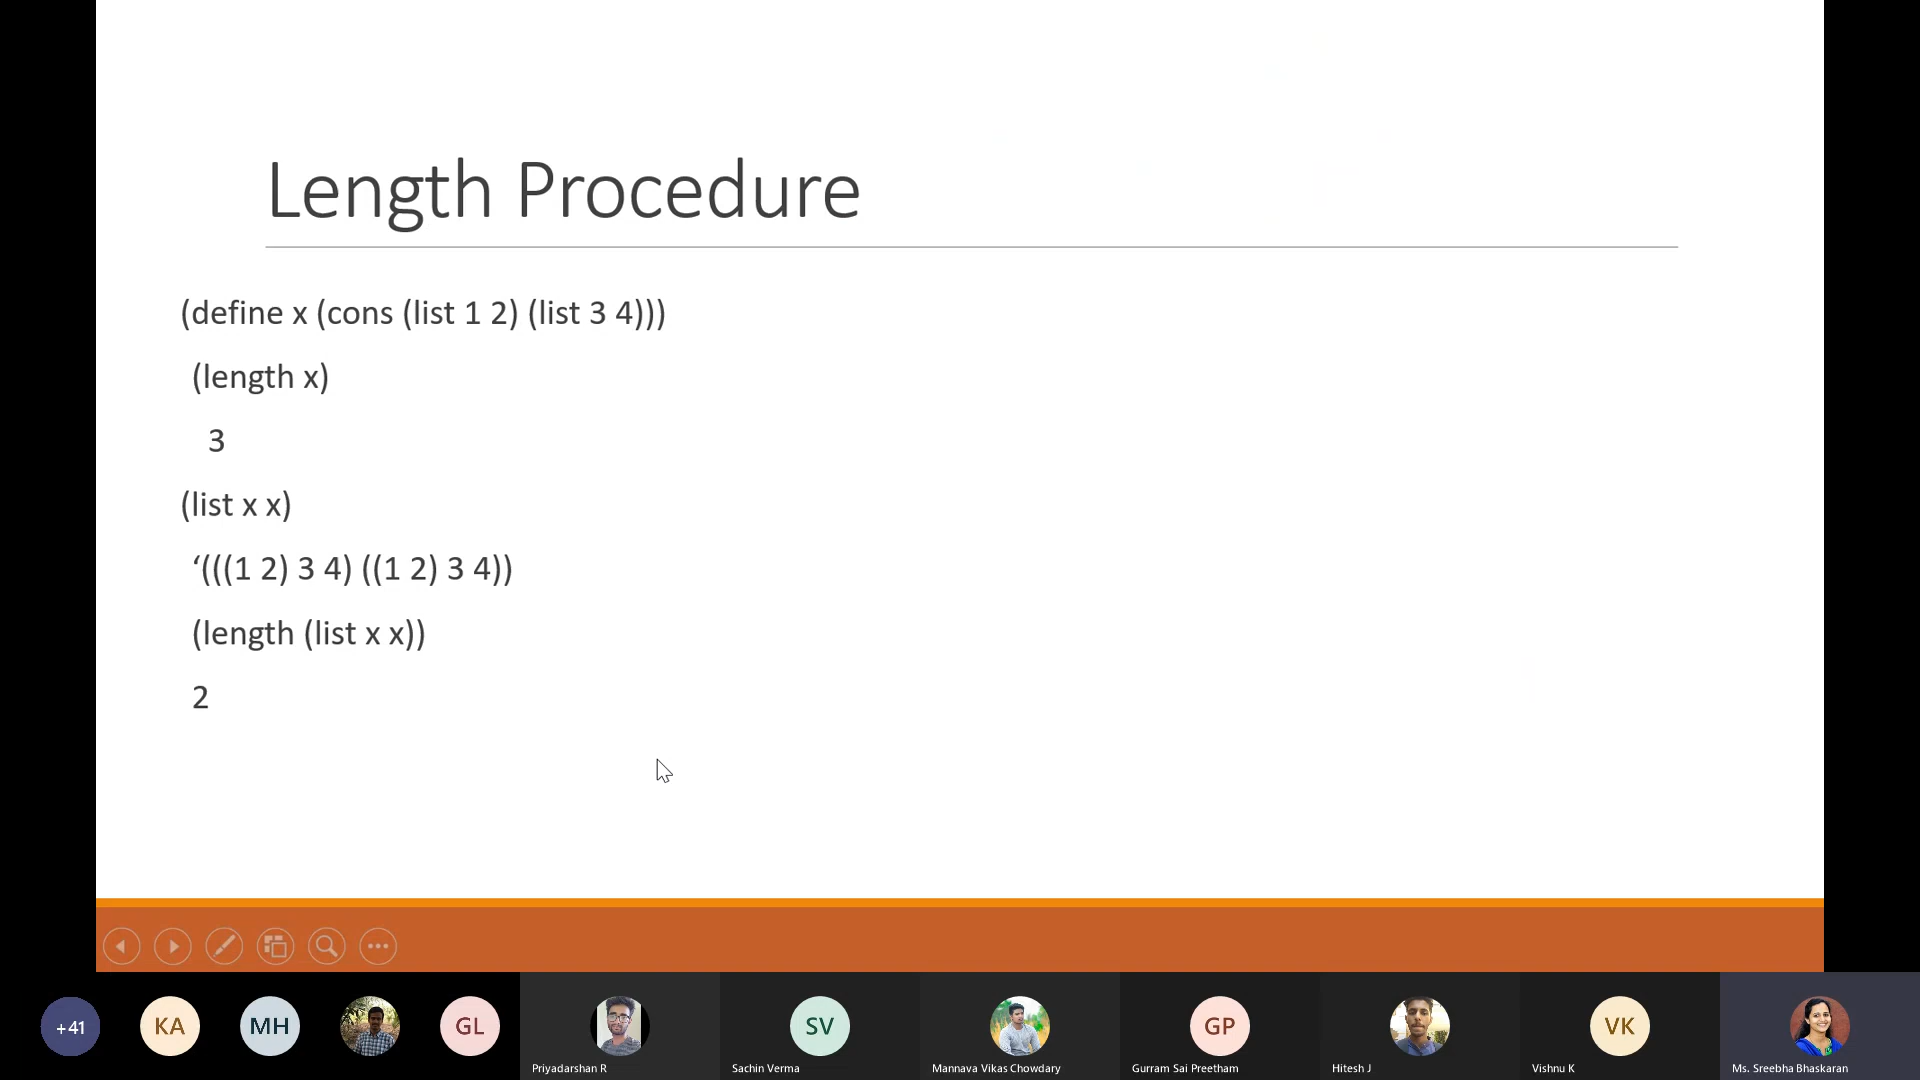 Length Procedure
(define x (cons (list 1 2) (list 3 4)))
(length x)
3
(list x x)
‘(((1 2) 3 4) ((1 2) 3 4))
(length (list x x))
2
+41
KA
MH
GL
SV
GP
VK
Priyadarshan R
Sachin Verma
Mannava Vikas Chowdary
Gurram Sai Preetham
Hitesh J
Vishnu K
Ms. Sreebha Bhaskaran